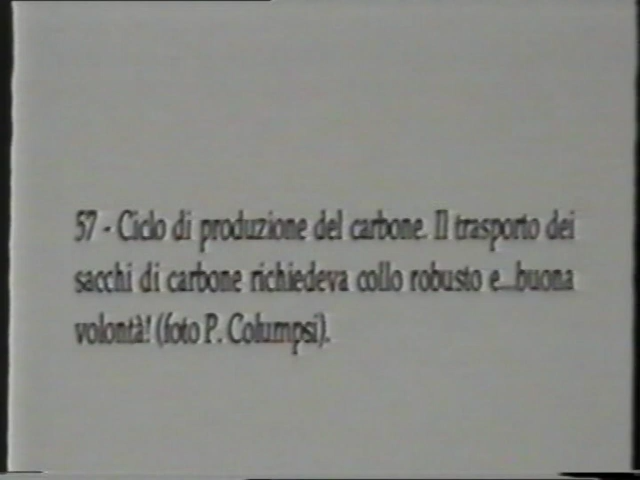 57 - Ciclo di produzione del carbone. Il trasporto dei
sacchi di carbone richiedeva collo robusto e...buona
volontà! (foto P. Columpsi).